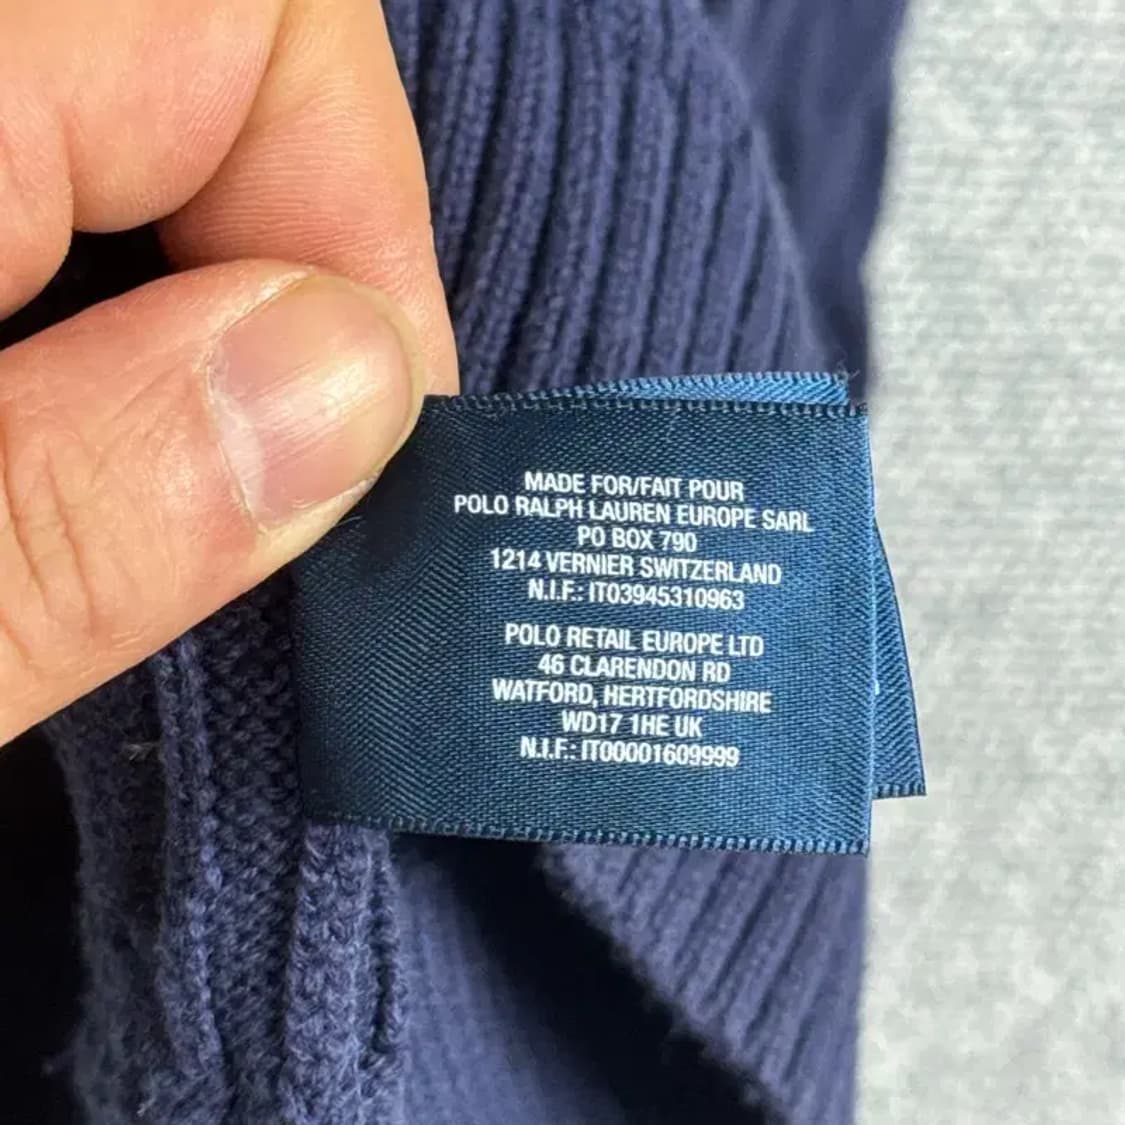 MADE FOR/FAIT POUR
POLO RALPH LAUREN EUROPE SARL
PO BOX 790
1214 VERNIER SWITZERLAND
N.I.F.: IT03945310963
POLO RETAIL EUROPE LTD
46 CLARENDON RD
WATFORD, HERTFORDSHIRE
WD17 1HE UK
N.I.F.: IT00001609999